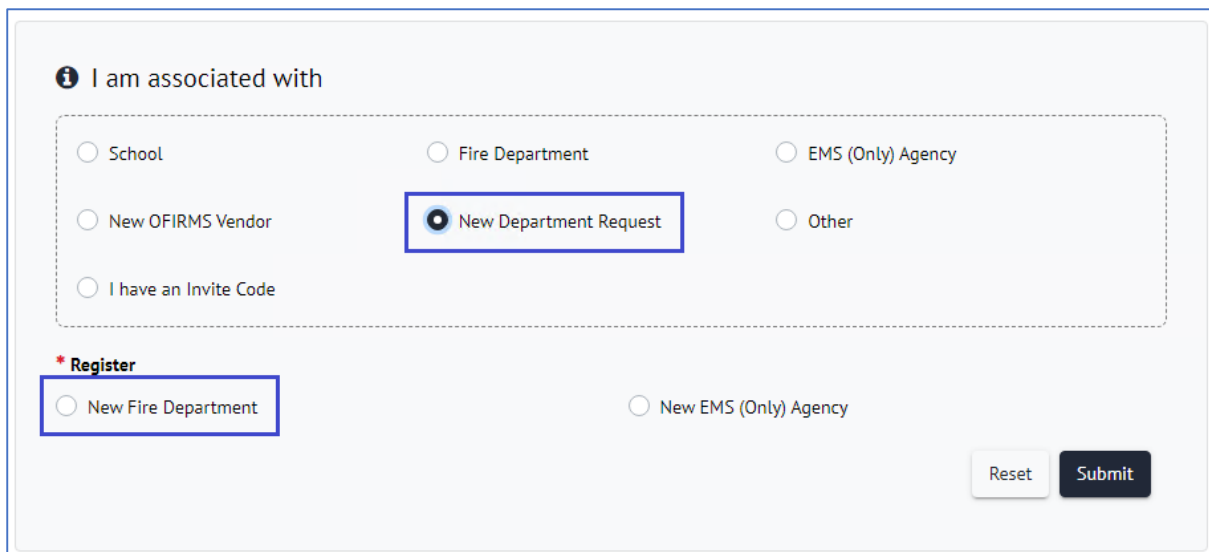 I am associated with
School
Fire Department
EMS (Only) Agency
New OFIRMS Vendor
New Department Request
Other
I have an Invite Code
* Register
New Fire Department
New EMS (Only) Agency
Reset
Submit